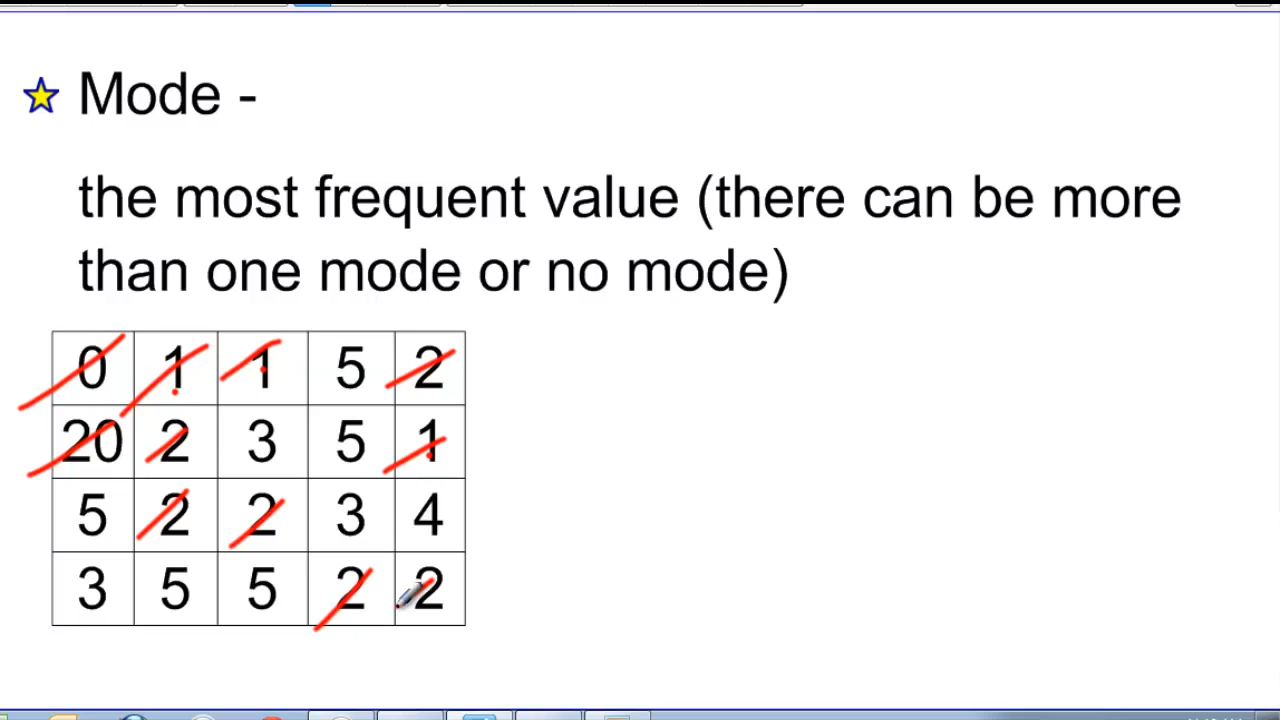 Mode -
the most frequent value (there can be more
than one mode or no mode)
0 1 1 5 2
20 2 3 5 1
5 2 2 3 4
3 5 5 2 2